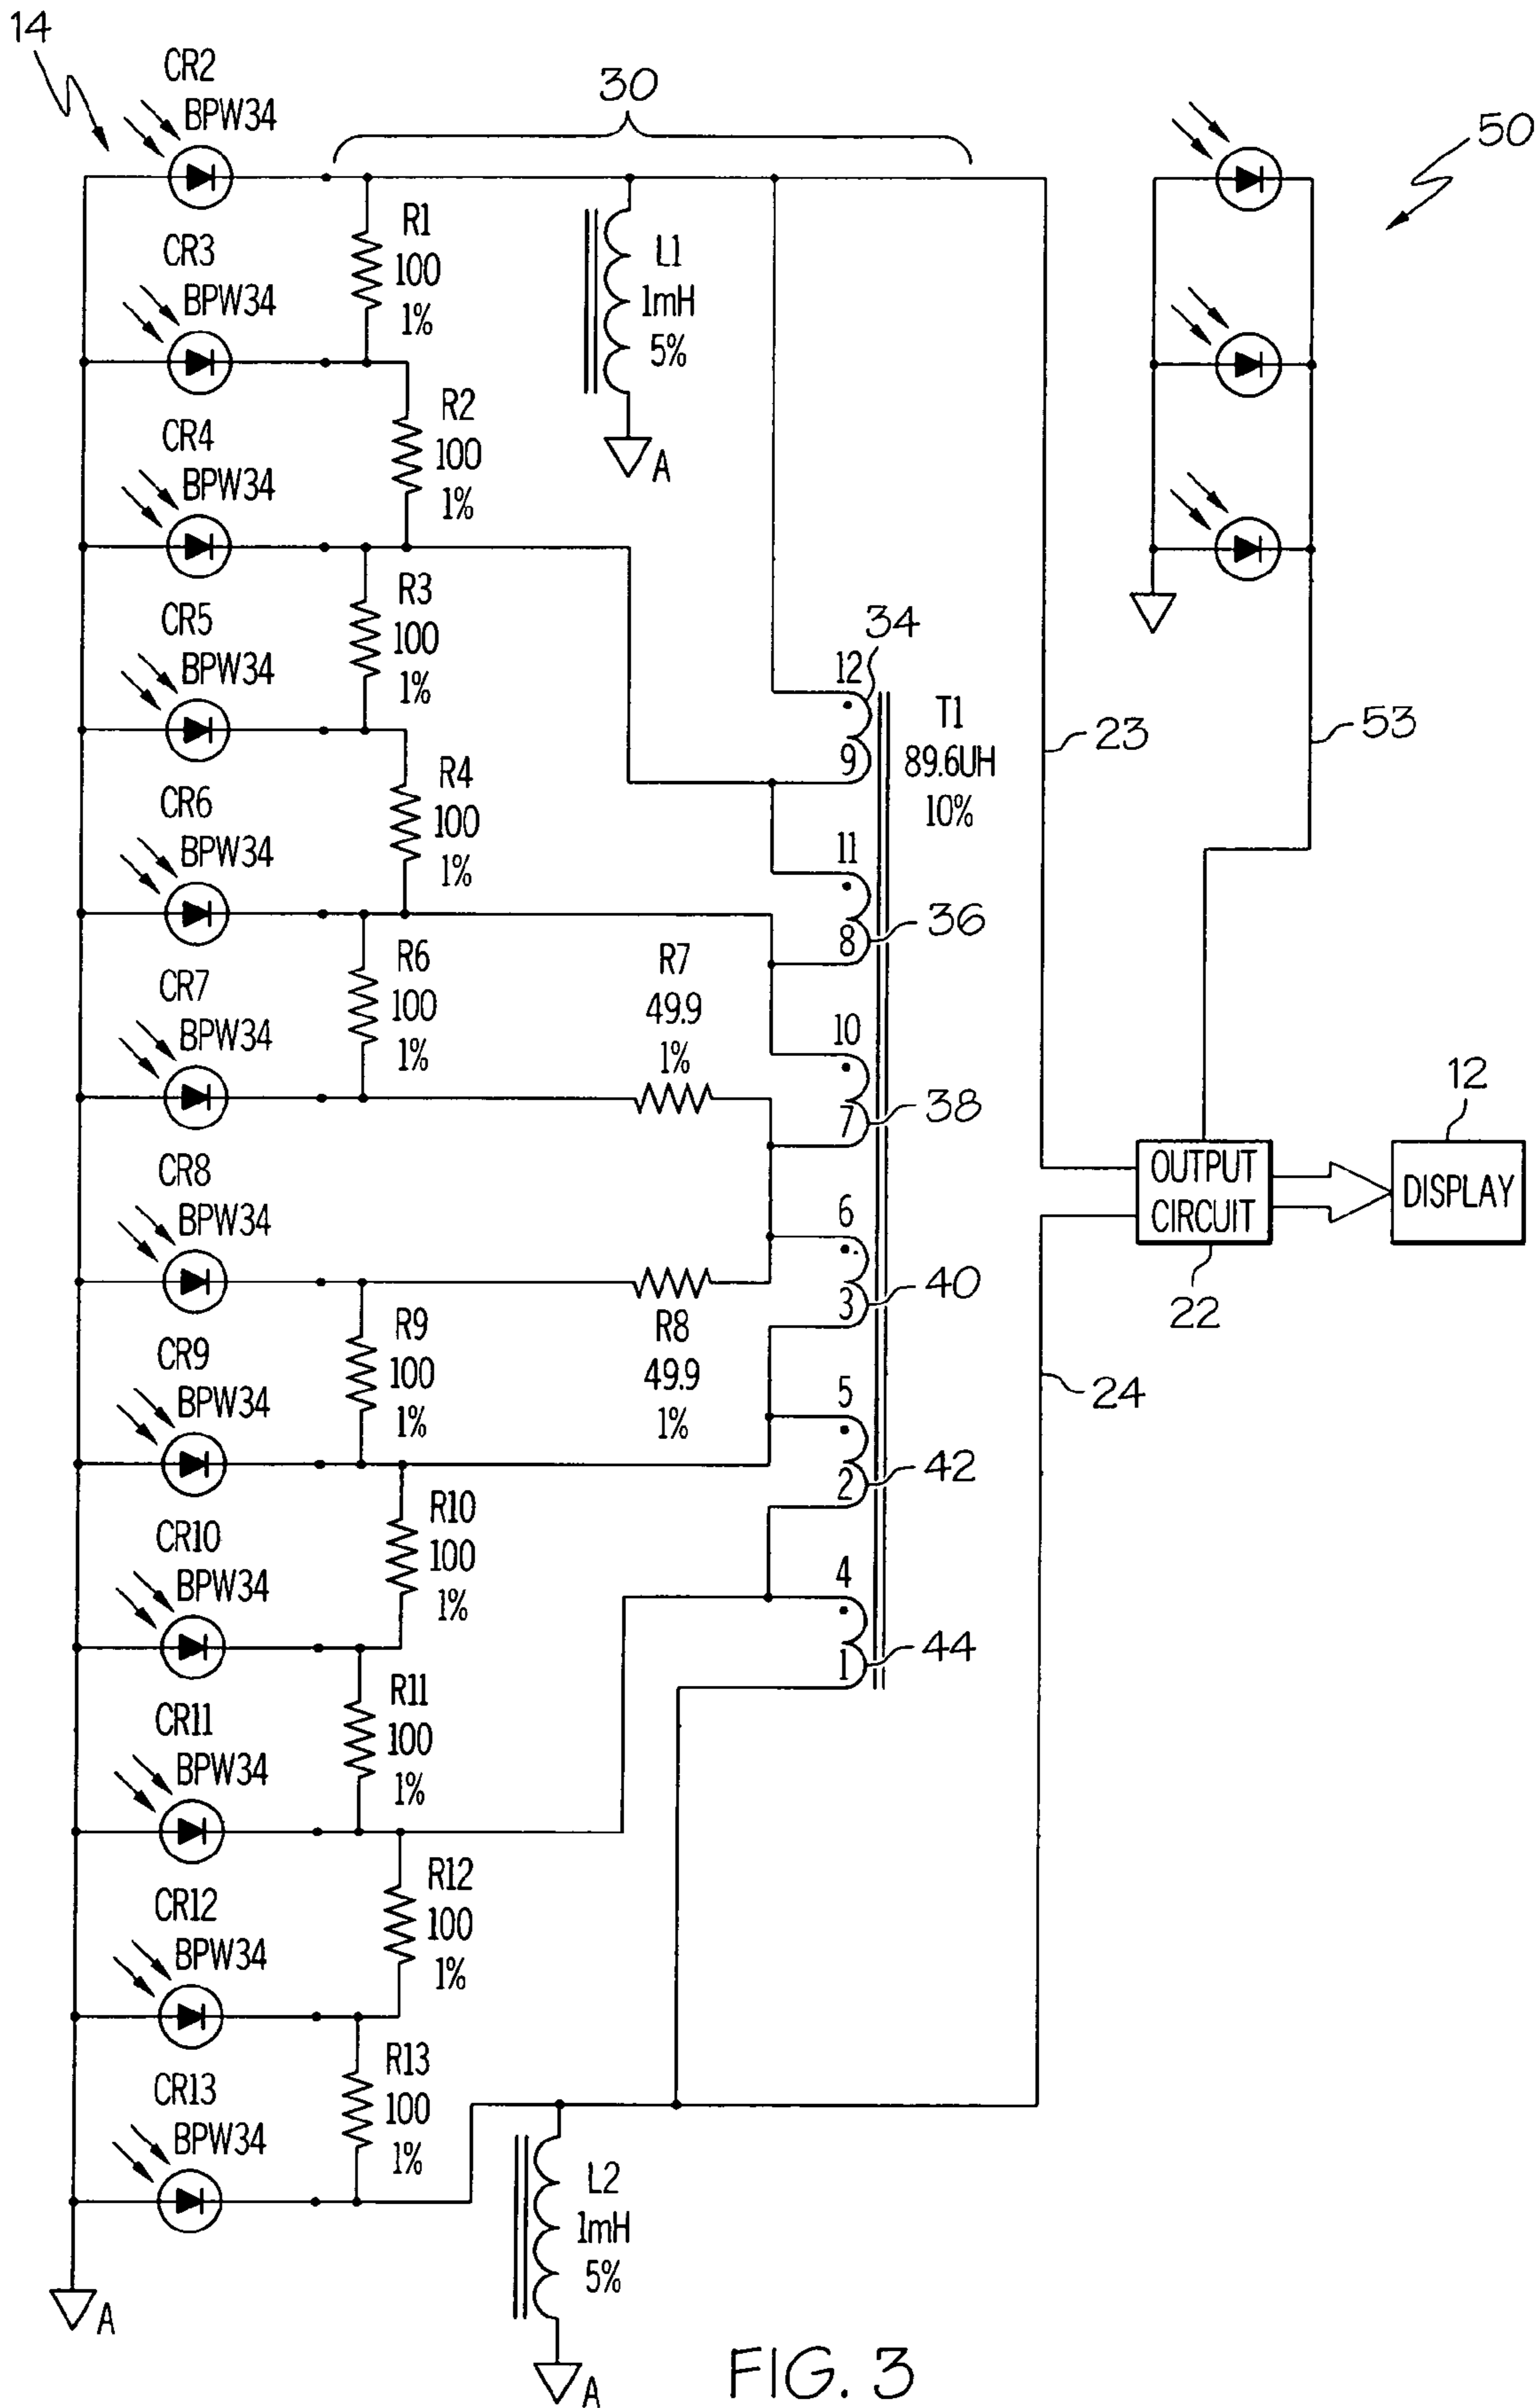 14
CR2
BPW34
30
50
R1
100
1%
L1
1mH
5%
A
CR3
BPW34
R2
100
1%
CR4
BPW34
R3
100
1%
CR5
BPW34
R4
100
1%
CR6
BPW34
R6
100
1%
R7
49.9
1%
CR7
BPW34
CR8
BPW34
R8
49.9
1%
R9
100
1%
CR9
BPW34
R10
100
1%
CR10
BPW34
R11
100
1%
CR11
BPW34
R12
100
1%
CR12
BPW34
R13
100
1%
CR13
BPW34
A
L2
1mH
5%
A
34
12
9
T1
89.6UH
10%
11
8
36
10
7
38
6
3
40
5
2
42
4
1
44
23
53
24
OUTPUT
CIRCUIT
22
12
DISPLAY
FIG. 3